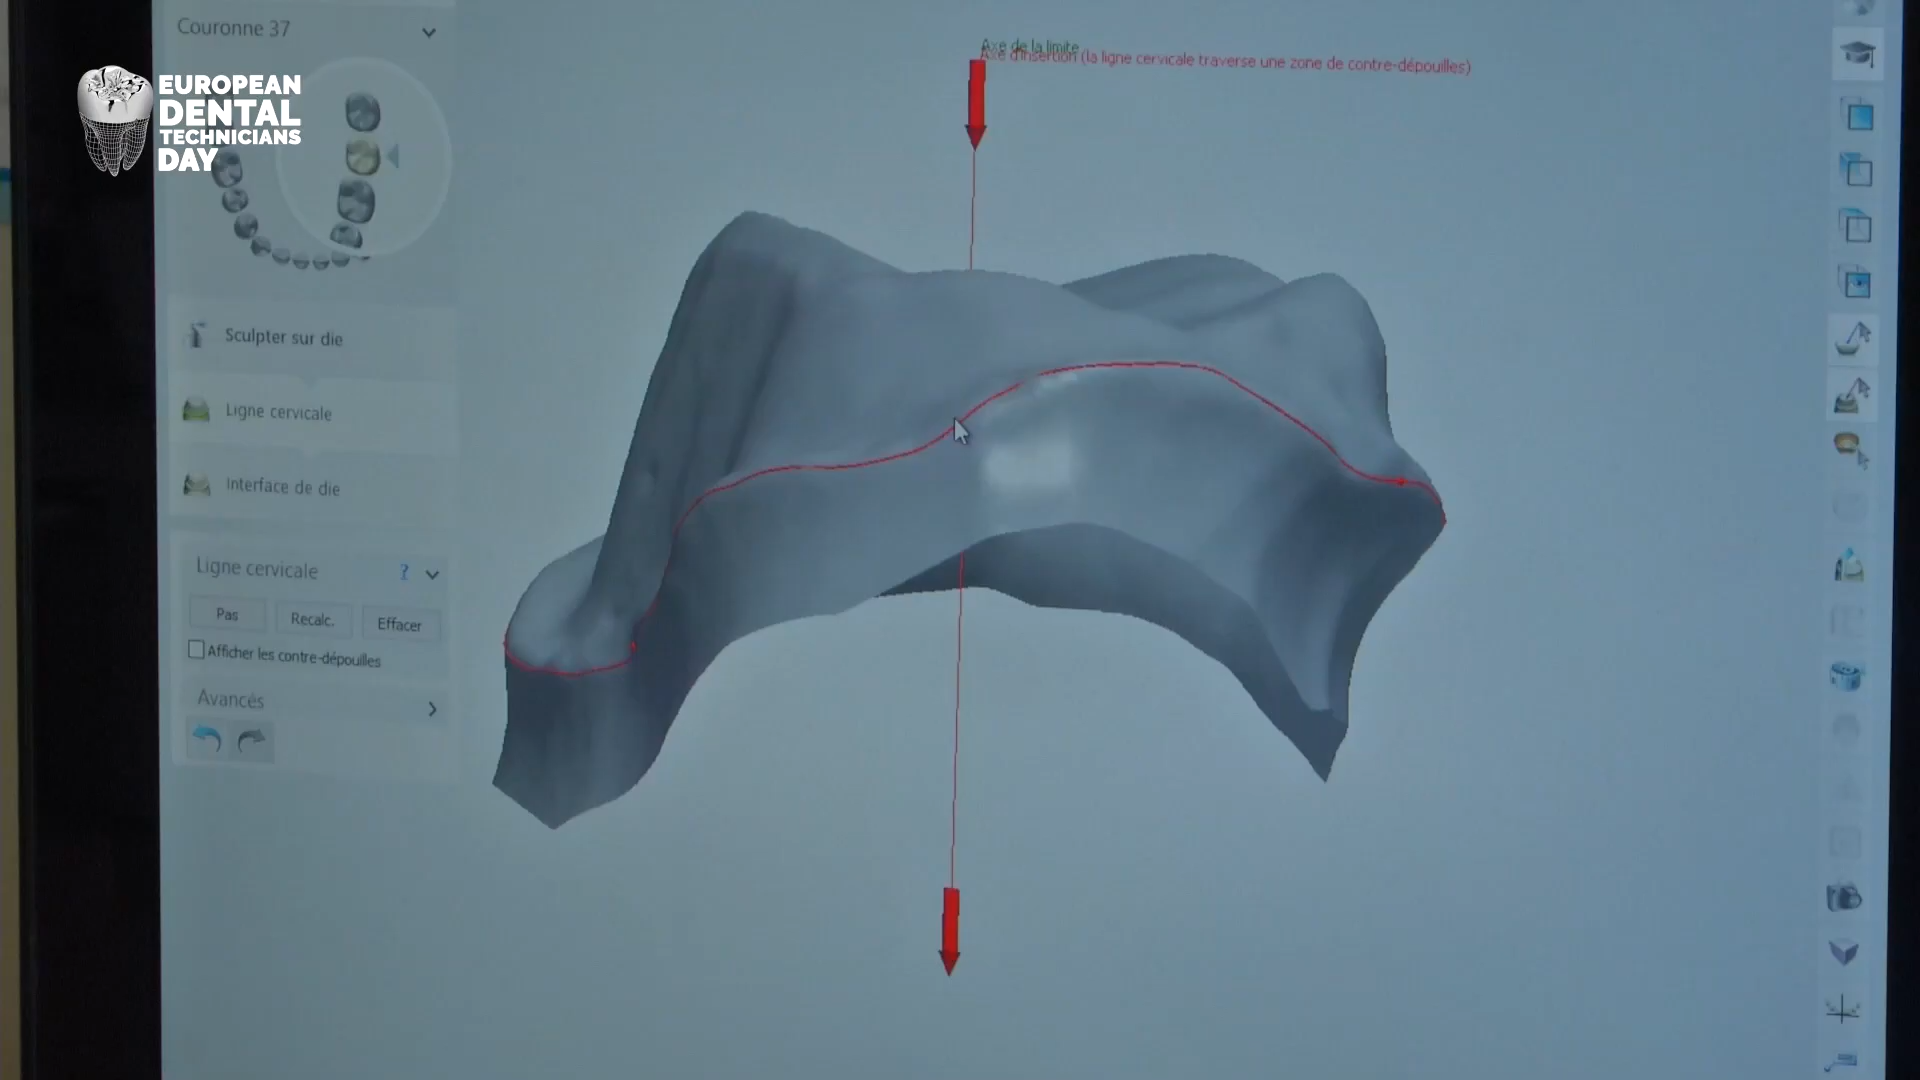 Couronne 37
EUROPEAN
DENTAL
TECHNICIANS
DAY
Axe de la limite
Axe d'insertion (la ligne cervicale traverse une zone de contre-dépouilles)
Sculpter sur die
Ligne cervicale
Interface de die
Ligne cervicale ?
Pas Recalc. Effacer
Afficher les contre-dépouilles
Avancés